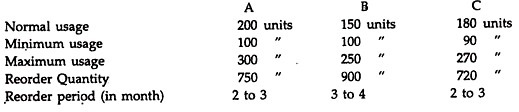 A B C
Normal usage 200 units 150 units 180 units
Minimum usage 100 " 100 " 90 "
Maximum usage 300 " 250 " 270 "
Reorder Quantity 750 " 900 " 720 "
Reorder period (in month) 2 to 3 3 to 4 2 to 3